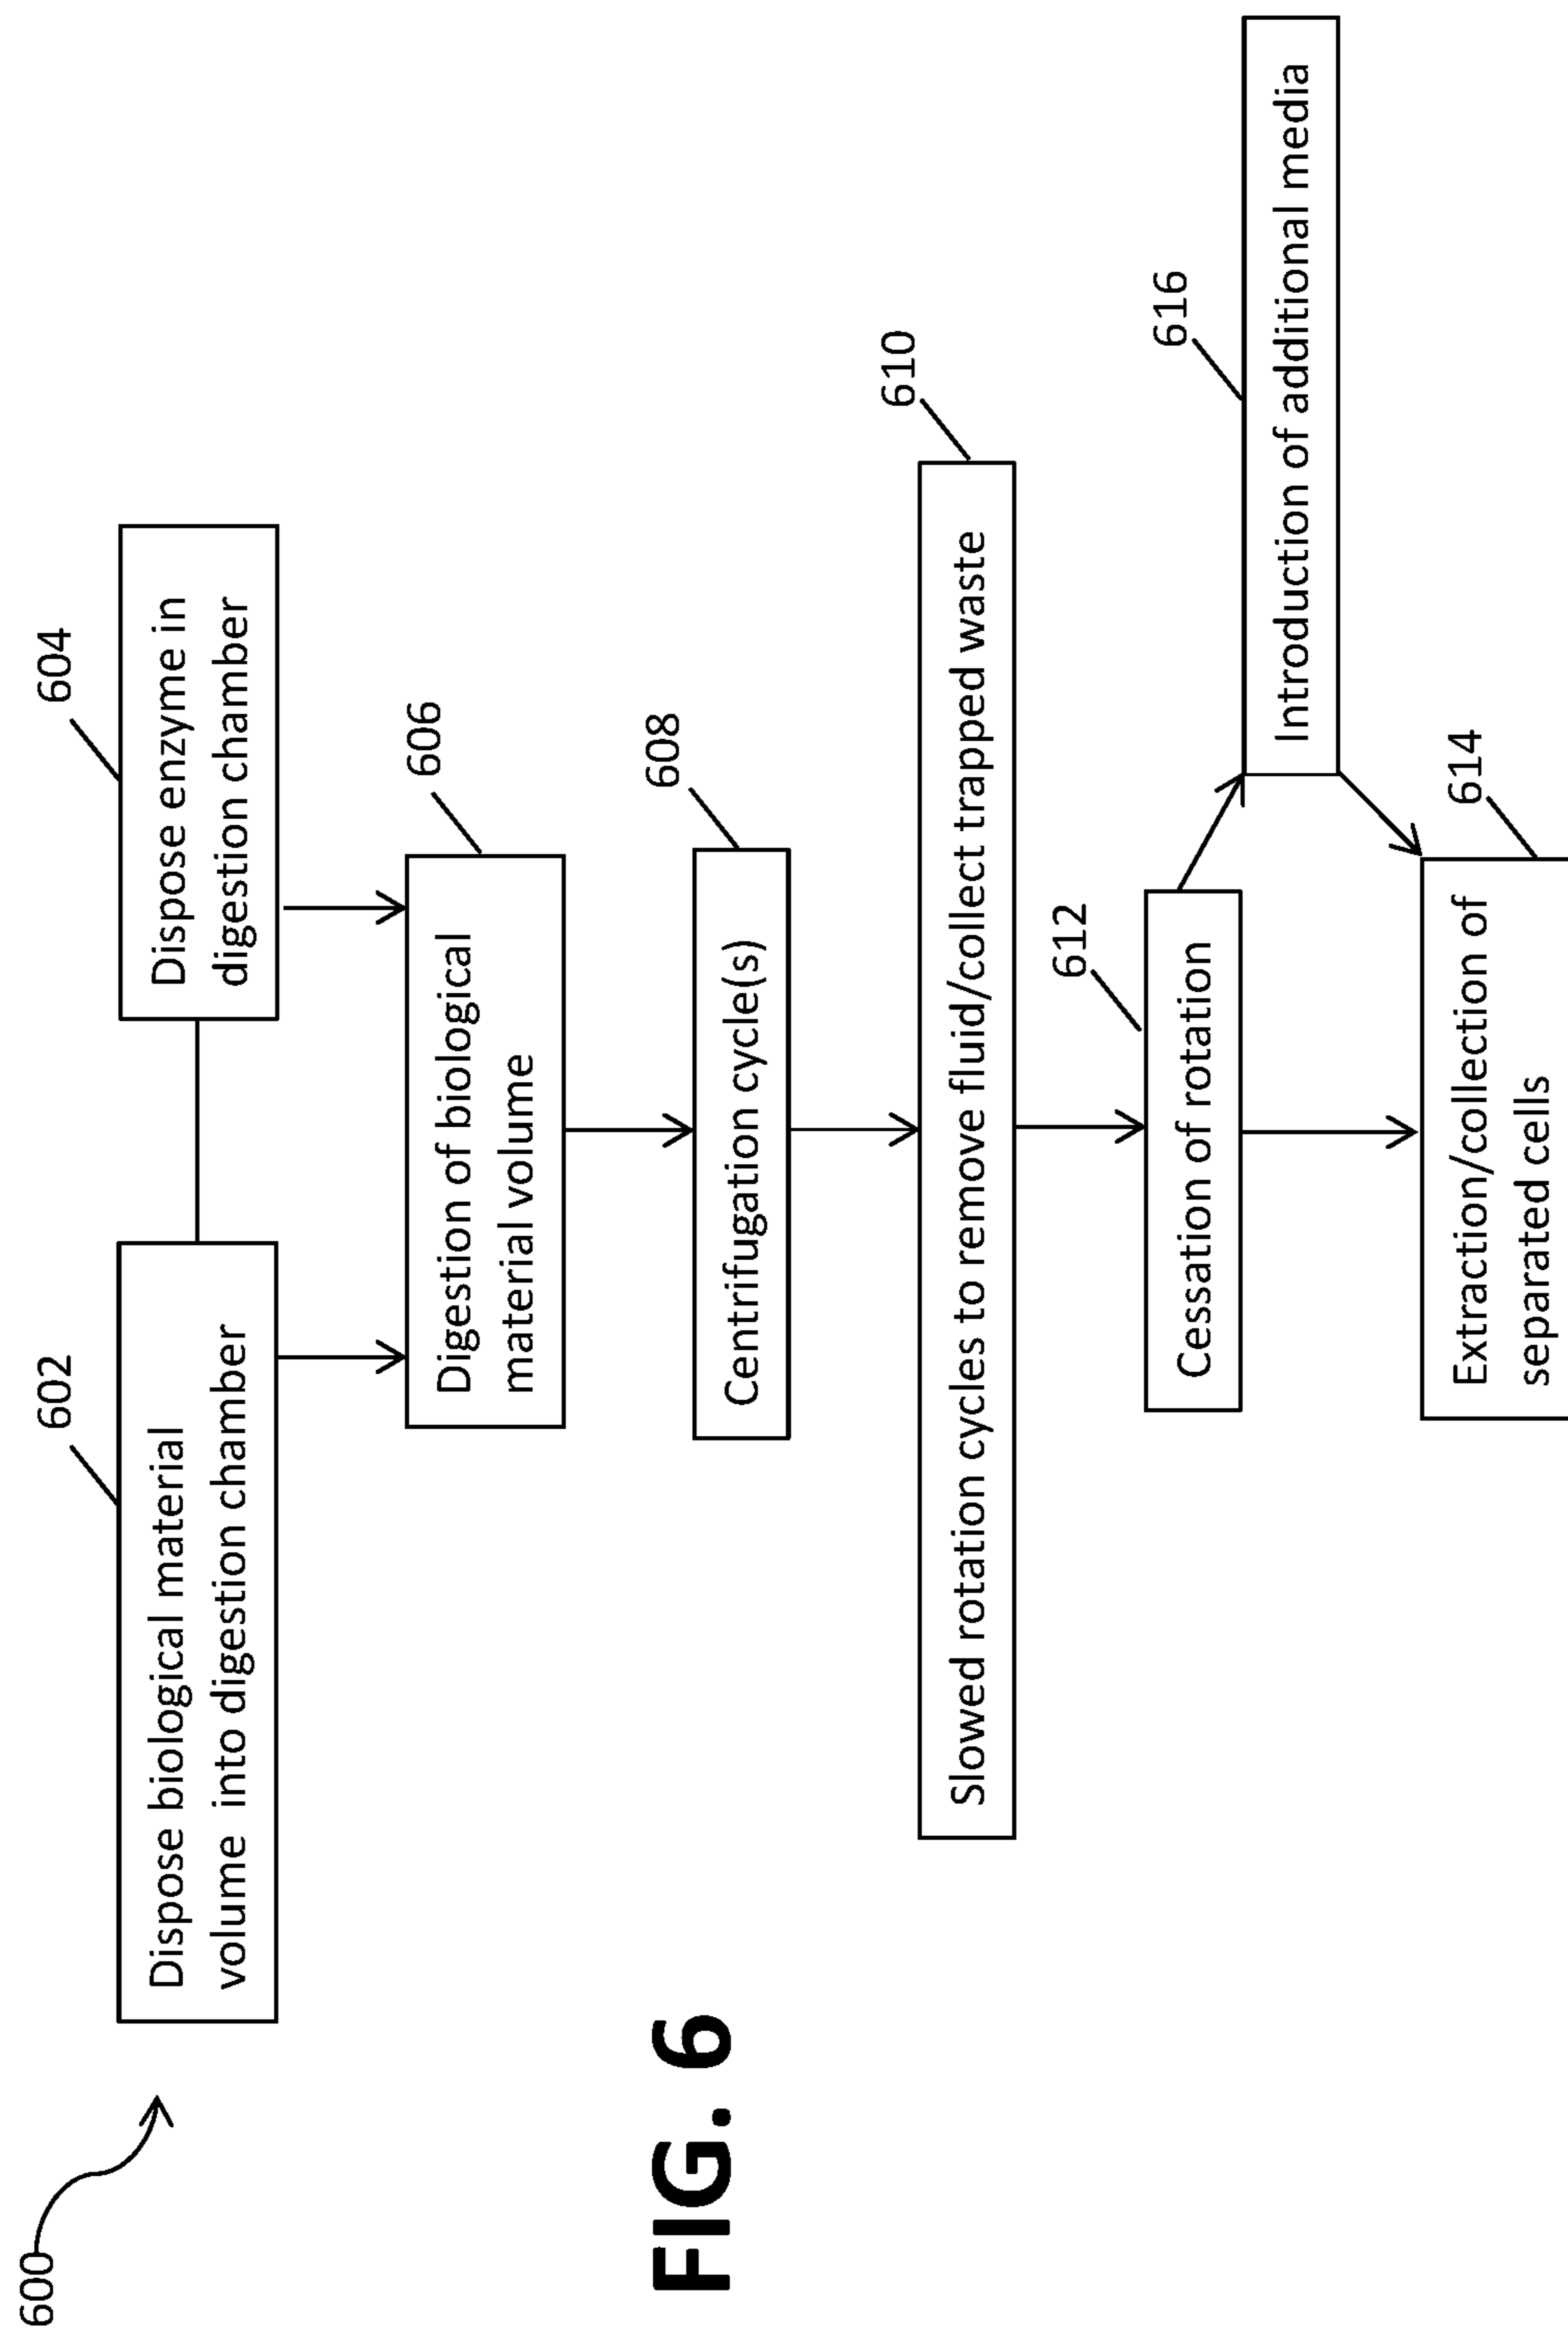 600
602
Dispose biological material
volume into digestion chamber
604
Dispose enzyme in
digestion chamber
606
Digestion of biological
material volume
608
Centrifugation cycle(s)
610
Slowed rotation cycles to remove fluid/collect trapped waste
612
Cessation of rotation
616
Introduction of additional media
614
Extraction/collection of
separated cells
FIG. 6